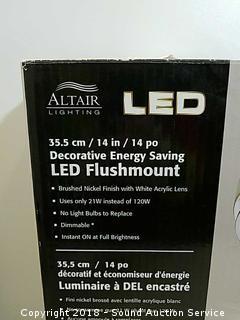 ALTAIR
LIGHTING
LED
35.5 cm / 14 in / 14 po
Decorative Energy Saving
LED Flushmount
• Brushed Nickel Finish with White Acrylic Lens
• Uses only 21W instead of 120W
• No Light Bulbs to Replace
• Dimmable *
• Instant ON at Full Brightness
35,5 cm / 14 po
décoratif et économiseur d'énergie
Luminaire à DEL encastré
• Fini nickel brossé avec lentille acrylique blanc
Copyright 2018 - Sound Auction Service